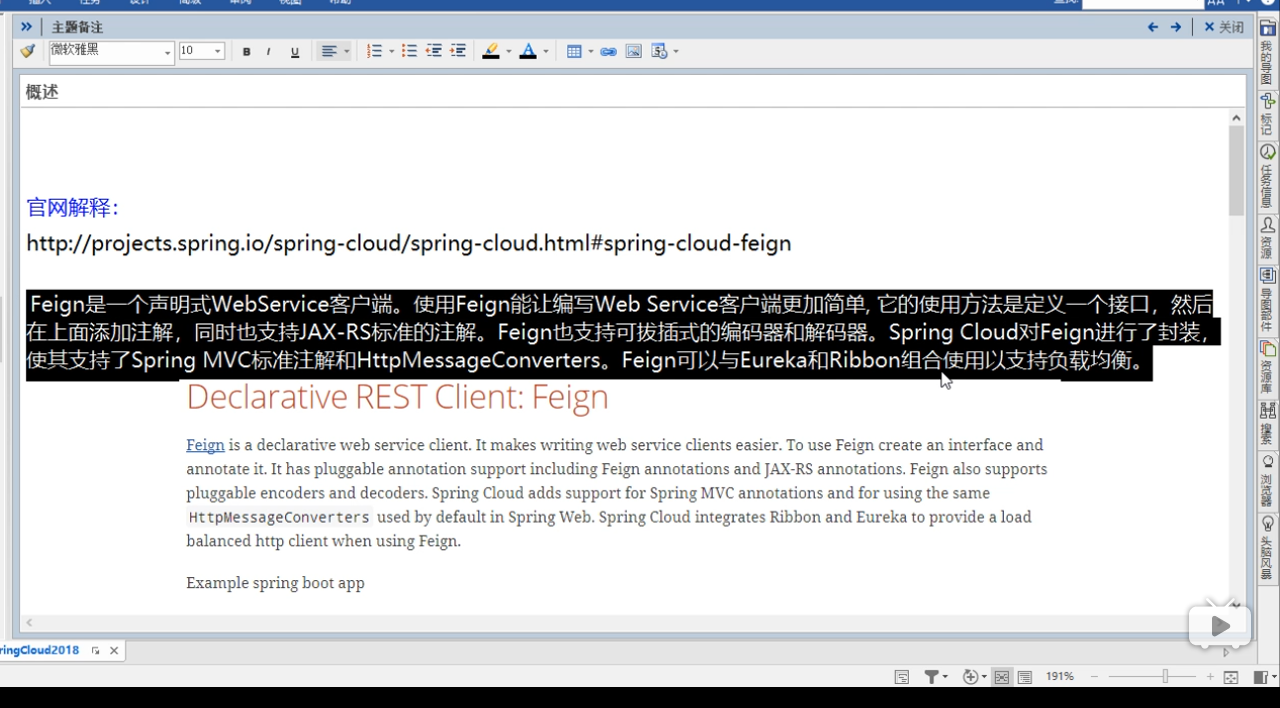 主题备注
关闭
微软雅黑
10
B
I
U
概述
官网解释：
http://projects.spring.io/spring-cloud/spring-cloud.html#spring-cloud-feign
Feign是一个声明式WebService客户端。使用Feign能让编写Web Service客户端更加简单, 它的使用方法是定义一个接口，然后
在上面添加注解，同时也支持JAX-RS标准的注解。Feign也支持可拔插式的编码器和解码器。Spring Cloud对Feign进行了封装，
使其支持了Spring MVC标准注解和HttpMessageConverters。Feign可以与Eureka和Ribbon组合使用以支持负载均衡。
Declarative REST Client: Feign
Feign is a declarative web service client. It makes writing web service clients easier. To use Feign create an interface and
annotate it. It has pluggable annotation support including Feign annotations and JAX-RS annotations. Feign also supports
pluggable encoders and decoders. Spring Cloud adds support for Spring MVC annotations and for using the same
HttpMessageConverters used by default in Spring Web. Spring Cloud integrates Ribbon and Eureka to provide a load
balanced http client when using Feign.
Example spring boot app
我的导图
标记
任务信息
资源
导图部件
资源库
搜索
浏览器
头脑风暴
ringCloud2018
191%